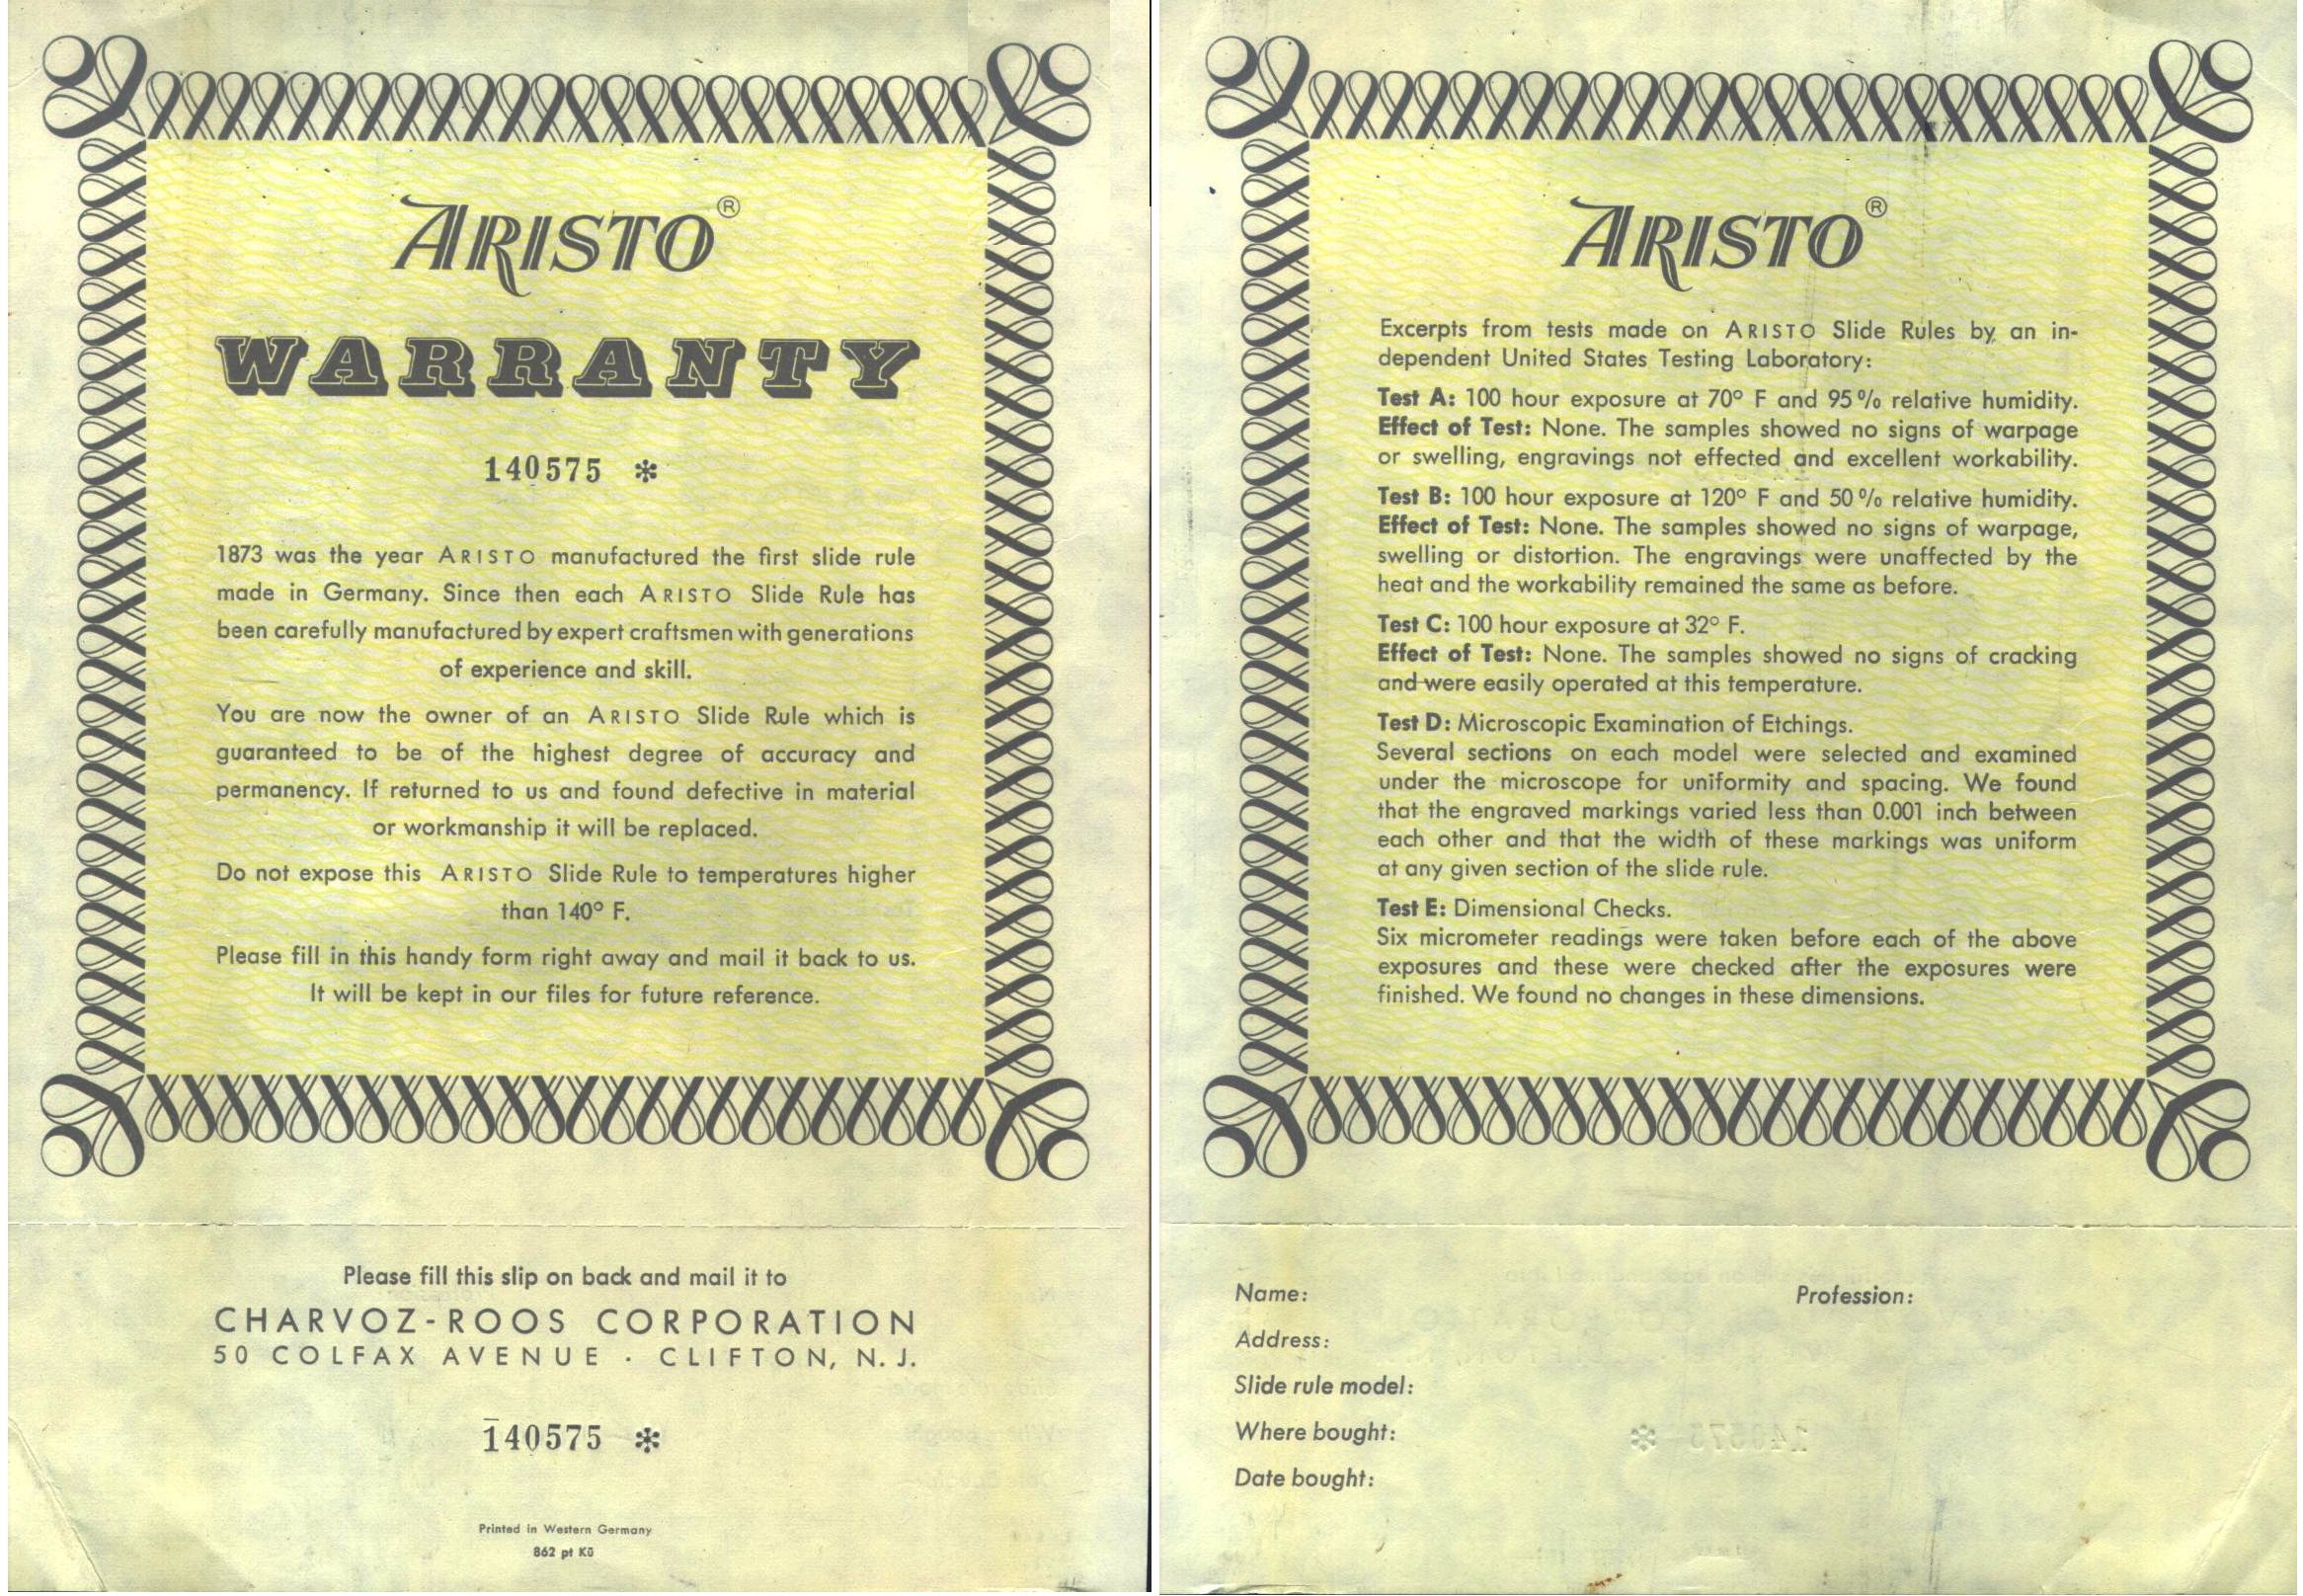 ARISTO®
WARRANTY
140575 *
1873 was the year ARISTO manufactured the first slide rule
made in Germany. Since then each ARISTO Slide Rule has
been carefully manufactured by expert craftsmen with generations
of experience and skill.
You are now the owner of an ARISTO Slide Rule which is
guaranteed to be of the highest degree of accuracy and
permanency. If returned to us and found defective in material
or workmanship it will be replaced.
Do not expose this ARISTO Slide Rule to temperatures higher
than 140° F.
Please fill in this handy form right away and mail it back to us.
It will be kept in our files for future reference.
Please fill this slip on back and mail it to
CHARVOZ-ROOS CORPORATION
50 COLFAX AVENUE · CLIFTON, N. J.
140575 *
Printed in Western Germany
862 pt Kü
ARISTO®
Excerpts from tests made on ARISTO Slide Rules by an in-
dependent United States Testing Laboratory:
Test A: 100 hour exposure at 70° F and 95% relative humidity.
Effect of Test: None. The samples showed no signs of warpage
or swelling, engravings not effected and excellent workability.
Test B: 100 hour exposure at 120° F and 50% relative humidity.
Effect of Test: None. The samples showed no signs of warpage,
swelling or distortion. The engravings were unaffected by the
heat and the workability remained the same as before.
Test C: 100 hour exposure at 32° F.
Effect of Test: None. The samples showed no signs of cracking
and were easily operated at this temperature.
Test D: Microscopic Examination of Etchings.
Several sections on each model were selected and examined
under the microscope for uniformity and spacing. We found
that the engraved markings varied less than 0.001 inch between
each other and that the width of these markings was uniform
at any given section of the slide rule.
Test E: Dimensional Checks.
Six micrometer readings were taken before each of the above
exposures and these were checked after the exposures were
finished. We found no changes in these dimensions.
Name: Profession:
Address:
Slide rule model:
Where bought:
Date bought: